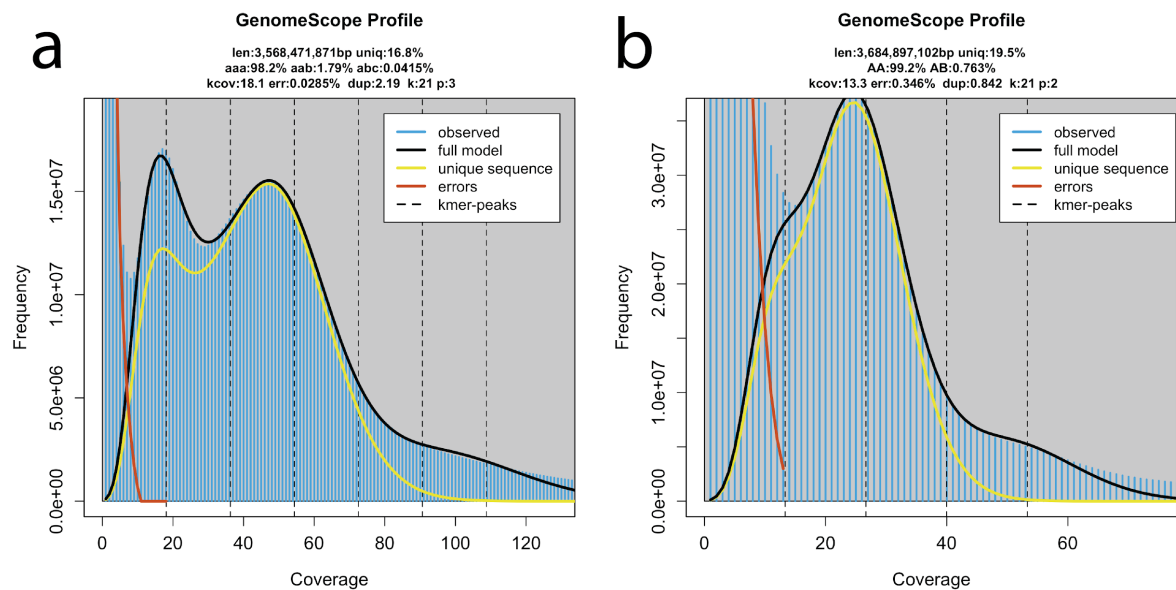 a
GenomeScope Profile
len:3,568,471,871bp uniq:16.8%
aaa:98.2% aab:1.79% abc:0.0415%
kcov:18.1 err:0.0285% dup:2.19 k:21 p:3
observed
full model
unique sequence
errors
kmer-peaks
Frequency
1.5e+07
1.0e+07
5.0e+06
0.0e+00
0 20 40 60 80 100 120
Coverage
b
GenomeScope Profile
len:3,684,897,102bp uniq:19.5%
AA:99.2% AB:0.763%
kcov:13.3 err:0.346% dup:0.842 k:21 p:2
observed
full model
unique sequence
errors
kmer-peaks
Frequency
3.0e+07
2.0e+07
1.0e+07
0.0e+00
0 20 40 60
Coverage